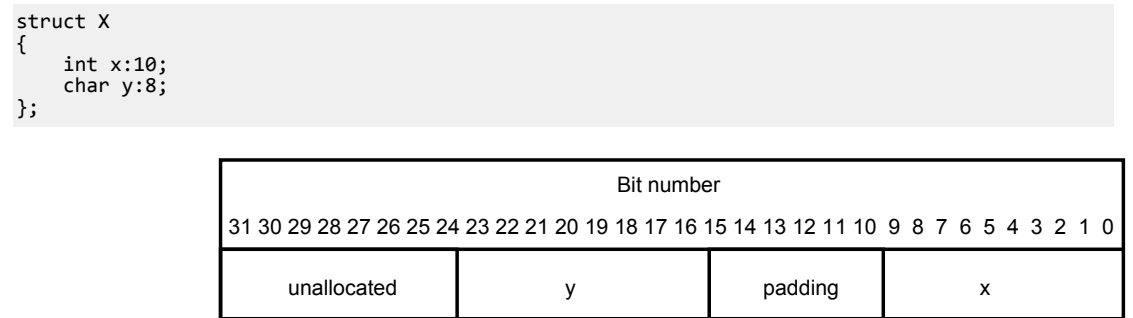 struct X
{
    int x:10;
    char y:8;
};
Bit number
31 30 29 28 27 26 25 24 23 22 21 20 19 18 17 16 15 14 13 12 11 10 9 8 7 6 5 4 3 2 1 0
unallocated y padding x